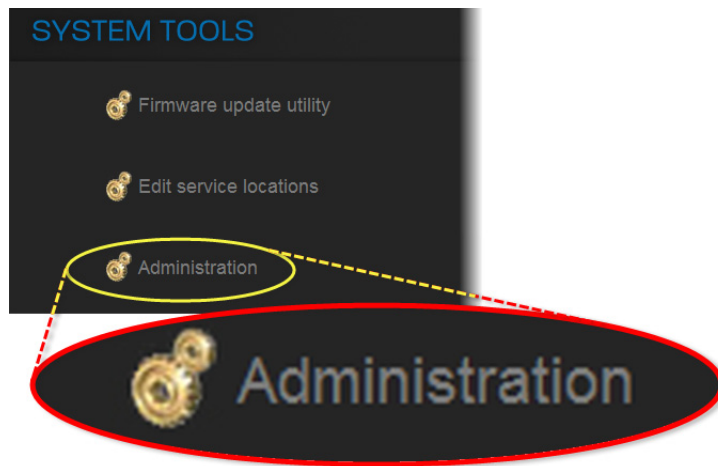 SYSTEM TOOLS
Firmware update utility
Edit service locations
Administration
Administration